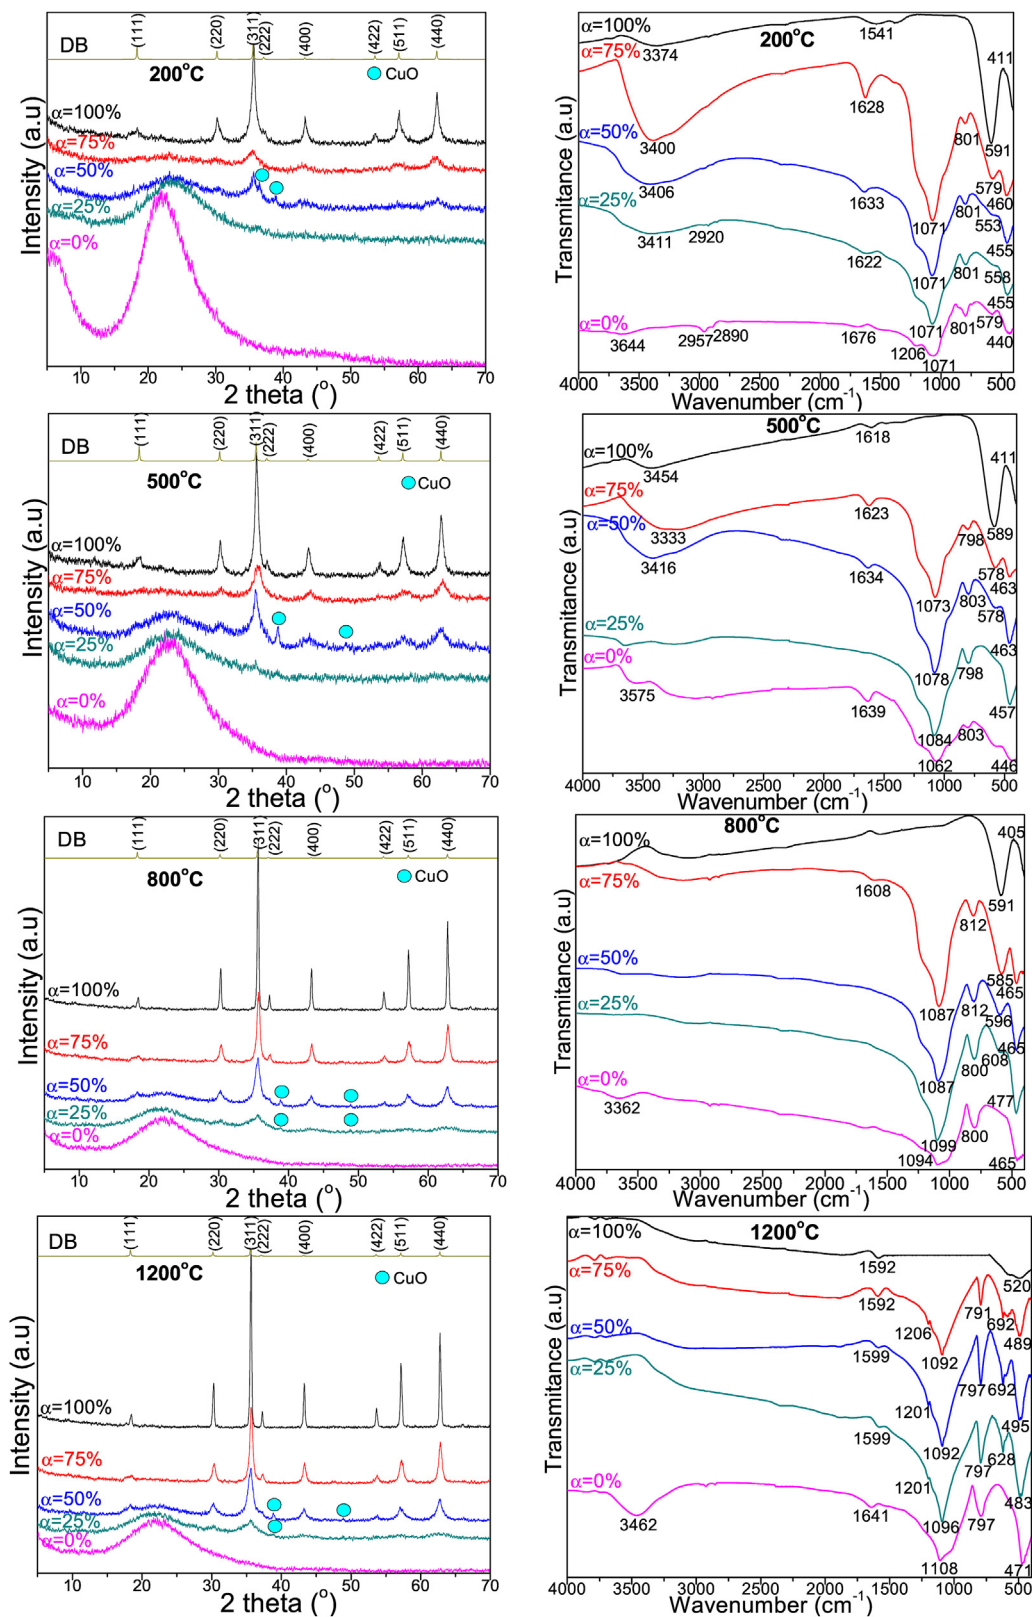 DB
(111)
(220)
(311)
(222)
(400)
(422)
(511)
(440)
200°C
CuO
α=100%
α=75%
α=50%
α=25%
α=0%
Intensity (a.u)
10 20 30 40 50 60 70
2 theta (°)
α=100%
200°C
α=75%
3374
1541
411
1628
3400
801
591
α=50%
579
3406
1633
1071
801
460
553
α=25%
455
3411
2920
1622
1071
801
558
455
α=0%
3644
2957
2890
1676
1206
1071
1071
801
579
440
Transmitance (a.u)
4000 3500 3000 2500 2000 1500 1000 500
Wavenumber (cm-1)
DB
(111)
(220)
(311)
(222)
(400)
(422)
(511)
(440)
500°C
CuO
α=100%
α=75%
α=50%
α=25%
α=0%
Intensity (a.u)
10 20 30 40 50 60 70
2 theta (°)
500°C
α=100%
3454
1618
411
α=75%
3333
1623
798
589
α=50%
3416
1634
1073
803
578
463
578
α=25%
1078
798
463
α=0%
3575
1639
1084
1062
803
457
446
Transmitance (a.u)
4000 3500 3000 2500 2000 1500 1000 500
Wavenumber (cm-1)
DB
(111)
(220)
(311)
(222)
(400)
(422)
(511)
(440)
800°C
CuO
α=100%
α=75%
α=50%
α=25%
α=0%
Intensity (a.u)
10 20 30 40 50 60 70
2 theta (°)
800°C
α=100%
405
α=75%
1608
591
812
α=50%
1087
812
585
465
596
α=25%
1087
800
608
465
α=0%
3362
1099
1094
800
477
465
Transmitance (a.u)
4000 3500 3000 2500 2000 1500 1000 500
Wavenumber (cm-1)
DB
(111)
(220)
(311)
(222)
(400)
(422)
(511)
(440)
1200°C
CuO
α=100%
α=75%
α=50%
α=25%
α=0%
Intensity (a.u)
10 20 30 40 50 60 70
2 theta (°)
α=100%
1200°C
1592
520
α=75%
1592
1206
1092
791
692
489
α=50%
1599
1201
1092
797
692
495
α=25%
1599
1201
1096
797
628
483
α=0%
3462
1641
1108
797
471
Transmitance (a.u)
4000 3500 3000 2500 2000 1500 1000 500
Wavenumber (cm-1)